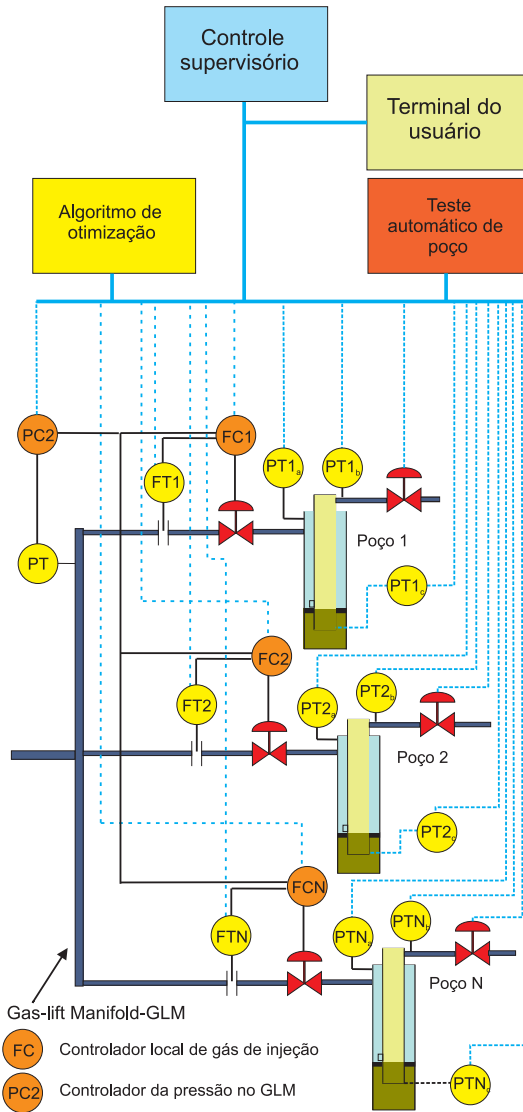 Controle
supervisório
Terminal do
usuário
Algoritmo de
otimização
Teste
automático de
poço
PC2
FC1
PT1a
PT1b
FT1
PT
Poço 1
PT1c
FC2
FT2
PT2a
PT2b
Poço 2
PT2c
FCN
FTN
PTNa
PTNb
Poço N
Gas-lift Manifold-GLM
FC Controlador local de gás de injeção
PC2 Controlador da pressão no GLM
PTNc